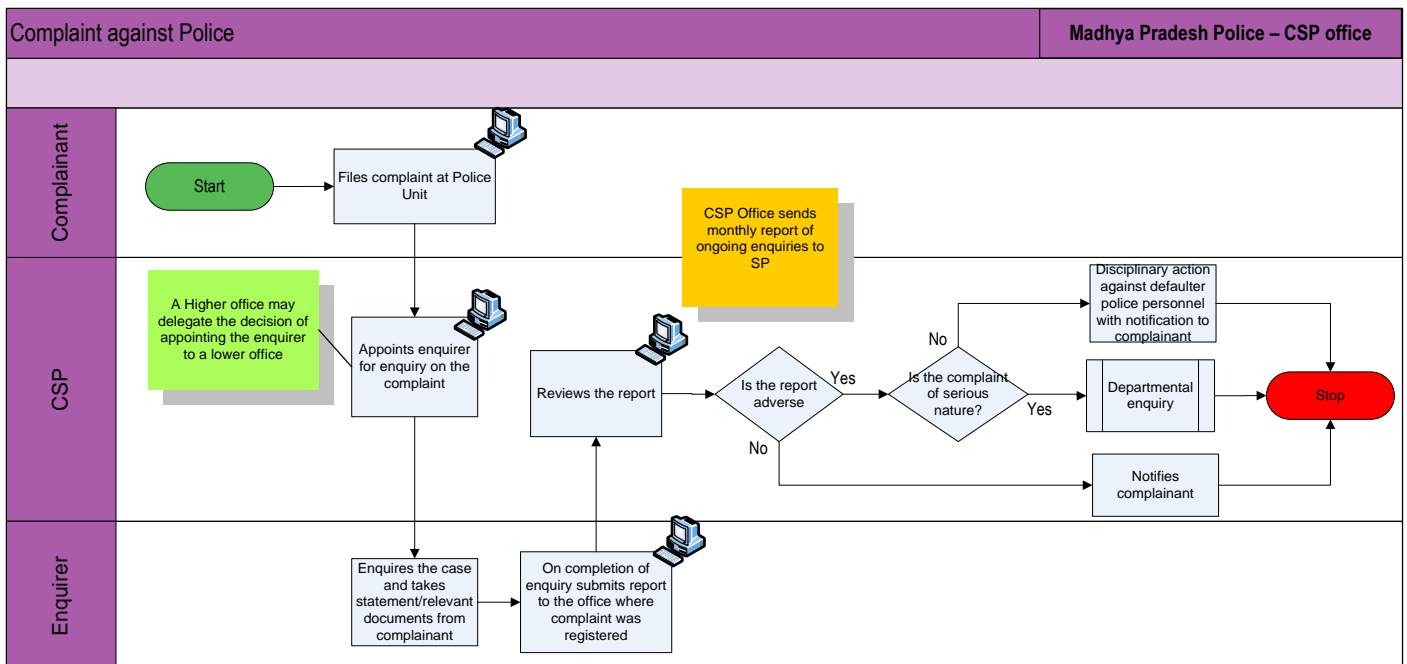 Complaint against Police
Madhya Pradesh Police – CSP office
Complainant
Start
Files complaint at Police
Unit
CSP Office sends
monthly report of
ongoing enquiries to
SP
CSP
A Higher office may
delegate the decision of
appointing the enquirer
to a lower office
Appoints enquirer
for enquiry on the
complaint
Reviews the report
Is the report
adverse
Yes
No
Is the complaint
of serious
nature?
No
Yes
Disciplinary action
against defaulter
police personnel
with notification to
complainant
Departmental
enquiry
Notifies
complainant
Stop
Enquirer
Enquires the case
and takes
statement/relevant
documents from
complainant
On completion of
enquiry submits report
to the office where
complaint was
registered